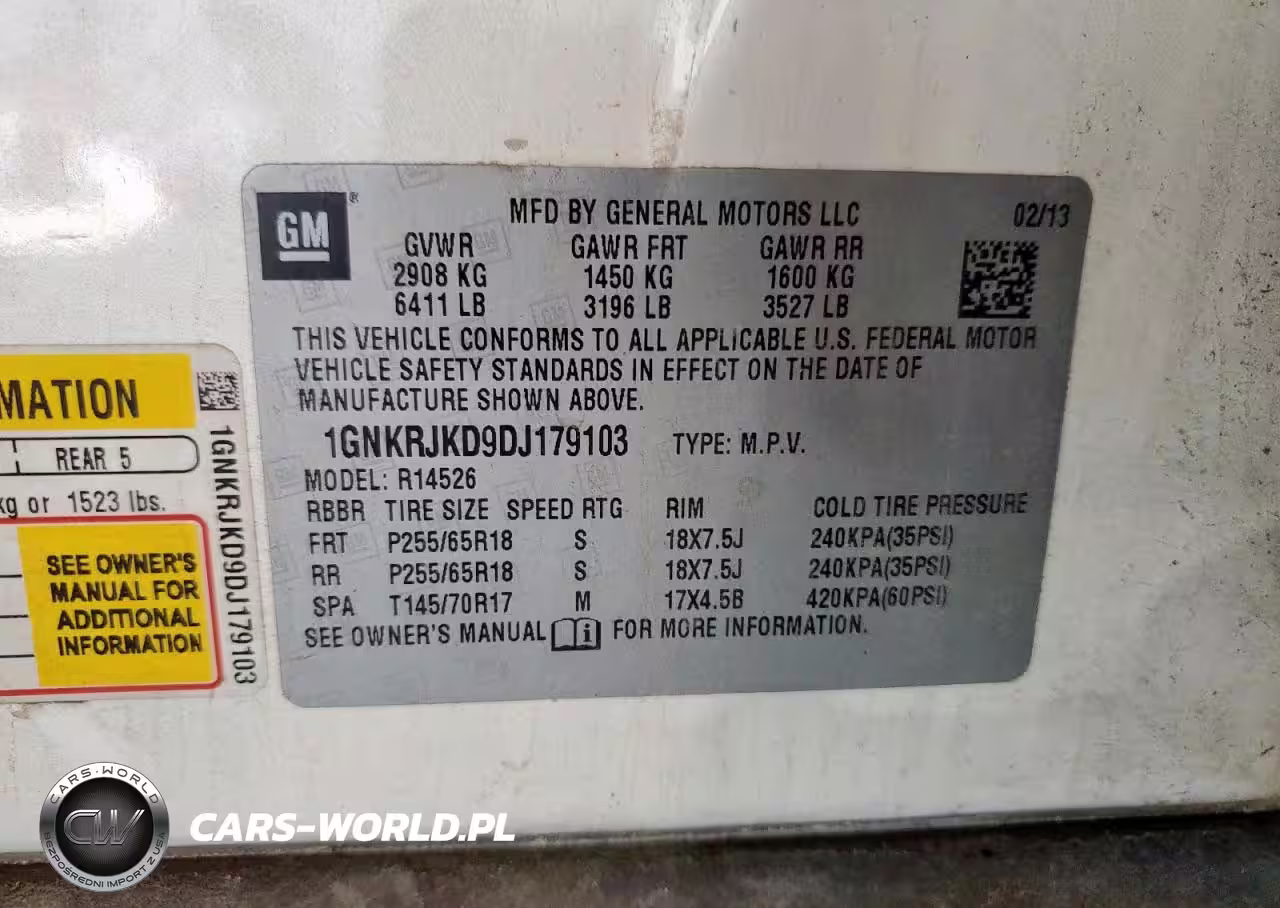 GM ®
MFD BY GENERAL MOTORS LLC 02/13
GVWR GAWR FRT GAWR RR
2908 KG 1450 KG 1600 KG
6411 LB 3196 LB 3527 LB
THIS VEHICLE CONFORMS TO ALL APPLICABLE U.S. FEDERAL MOTOR
VEHICLE SAFETY STANDARDS IN EFFECT ON THE DATE OF
MANUFACTURE SHOWN ABOVE.
1GNKRJKD9DJ179103 TYPE: M.P.V.
MODEL: R14526
RBBR TIRE SIZE SPEED RTG RIM COLD TIRE PRESSURE
FRT P255/65R18 S 18X7.5J 240KPA(35PSI)
RR P255/65R18 S 18X7.5J 240KPA(35PSI)
SPA T145/70R17 M 17X4.5B 420KPA(60PSI)
SEE OWNER'S MANUAL i FOR MORE INFORMATION.
MATION
REAR 5
kg or 1523 lbs.
SEE OWNER'S
MANUAL FOR
ADDITIONAL
INFORMATION
1GNKRJKD9DJ179103
CARS-WORLD
CW
BEZPOŚREDNI IMPORT Z USA
CARS-WORLD.PL